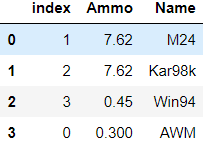 index Ammo Name
0 1 7.62 M24
1 2 7.62 Kar98k
2 3 0.45 Win94
3 0 0.300 AWM